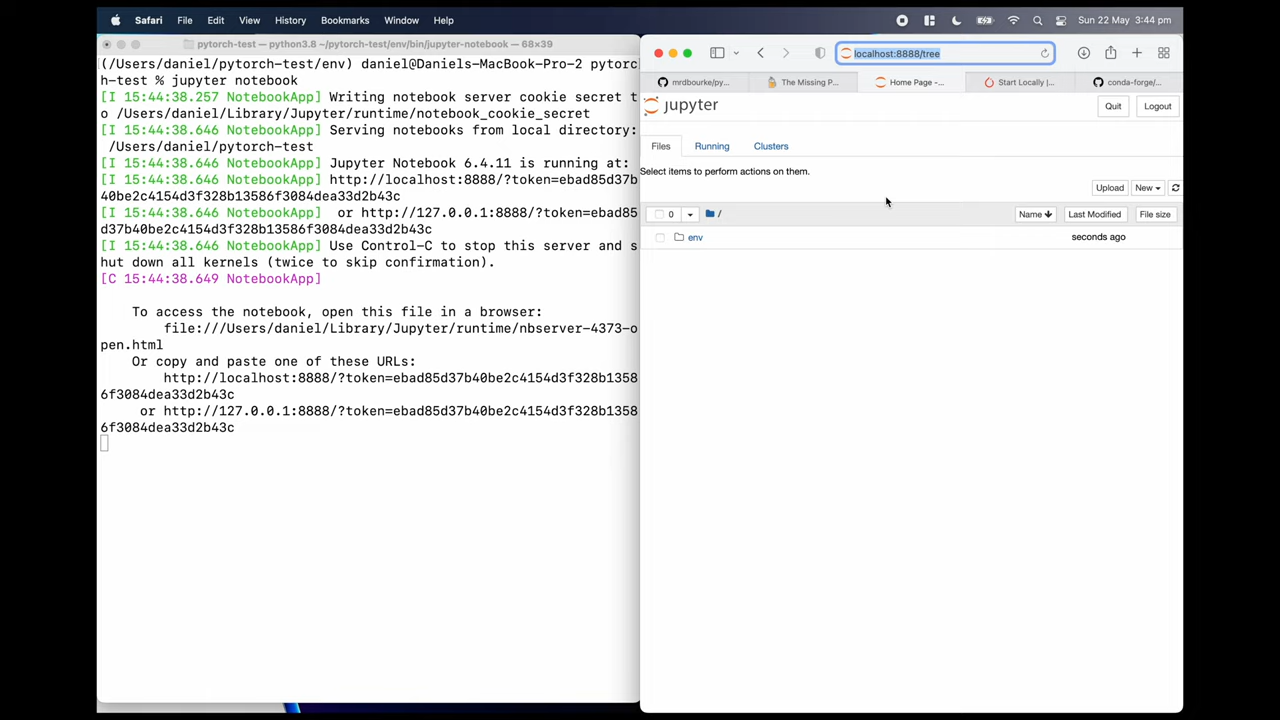 Safari File Edit View History Bookmarks Window Help Sun 22 May 3:44 pm
pytorch-test — python3.8 ~/pytorch-test/env/bin/jupyter-notebook — 68×39
(/Users/daniel/pytorch-test/env) daniel@Daniels-MacBook-Pro-2 pytorc
h-test % jupyter notebook
[I 15:44:38.257 NotebookApp] Writing notebook server cookie secret t
o /Users/daniel/Library/Jupyter/runtime/notebook_cookie_secret
[I 15:44:38.646 NotebookApp] Serving notebooks from local directory:
/Users/daniel/pytorch-test
[I 15:44:38.646 NotebookApp] Jupyter Notebook 6.4.11 is running at:
[I 15:44:38.646 NotebookApp] http://localhost:8888/?token=ebad85d37b
40be2c4154d3f328b13586f3084dea33d2b43c
[I 15:44:38.646 NotebookApp]  or http://127.0.0.1:8888/?token=ebad85
d37b40be2c4154d3f328b13586f3084dea33d2b43c
[I 15:44:38.646 NotebookApp] Use Control-C to stop this server and s
hut down all kernels (twice to skip confirmation).
[C 15:44:38.649 NotebookApp]
To access the notebook, open this file in a browser:
file:///Users/daniel/Library/Jupyter/runtime/nbserver-4373-o
pen.html
Or copy and paste one of these URLs:
http://localhost:8888/?token=ebad85d37b40be2c4154d3f328b1358
6f3084dea33d2b43c
or http://127.0.0.1:8888/?token=ebad85d37b40be2c4154d3f328b1358
6f3084dea33d2b43c
localhost:8888/tree
mrdbourke/py... The Missing P... Home Page -... Start Locally |... conda-forge/...
jupyter Quit Logout
Files Running Clusters
Select items to perform actions on them.
Upload New
0 / Name Last Modified File size
env seconds ago